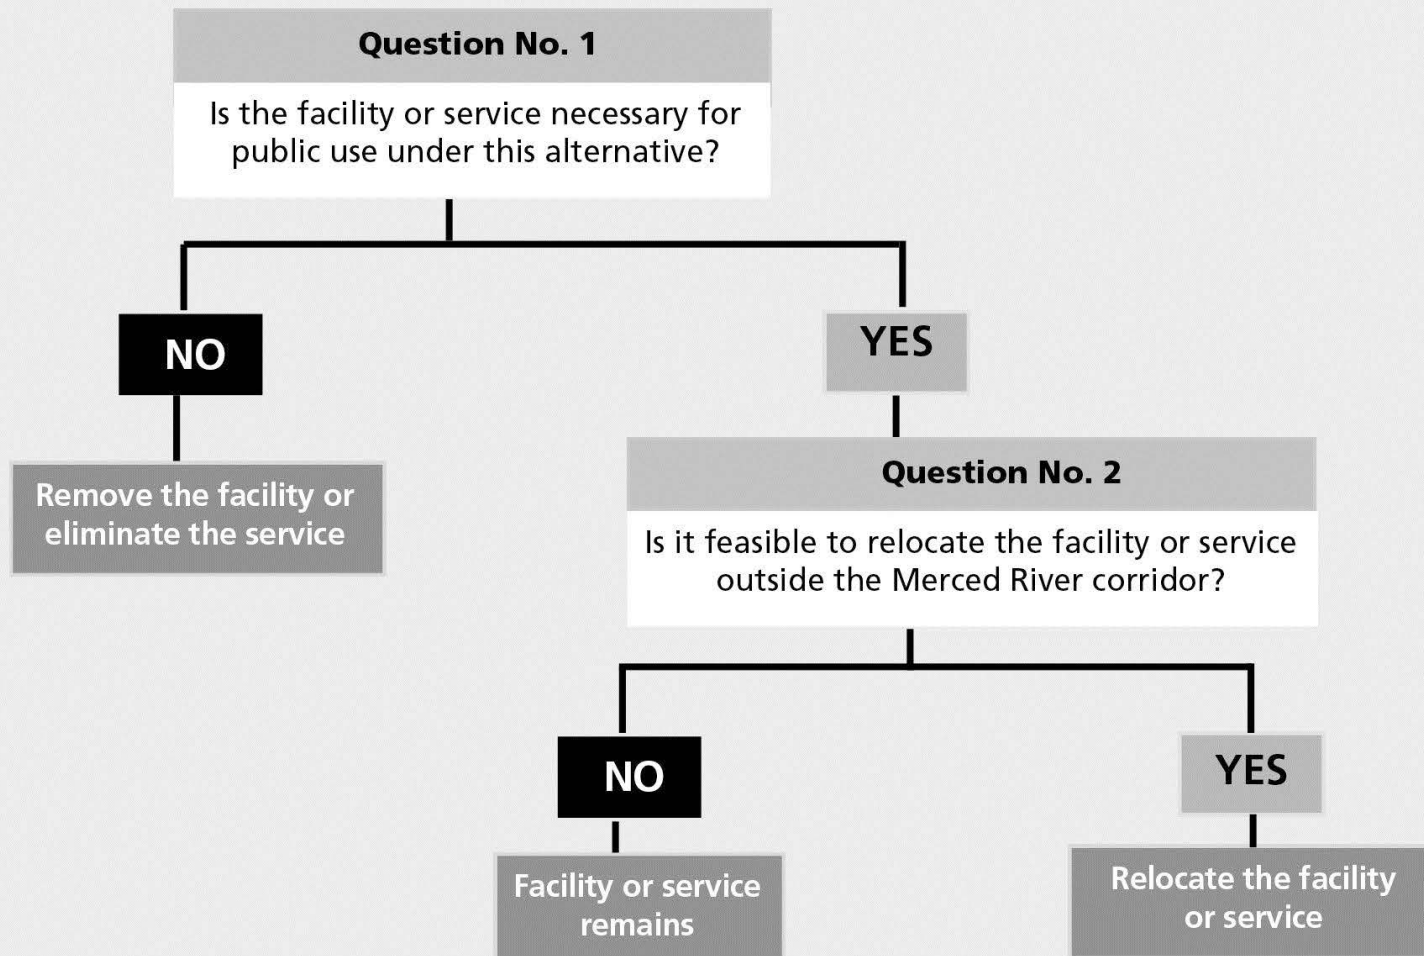 Question No. 1
Is the facility or service necessary for
public use under this alternative?
NO
YES
Remove the facility or
eliminate the service
Question No. 2
Is it feasible to relocate the facility or service
outside the Merced River corridor?
NO
YES
Facility or service
remains
Relocate the facility
or service